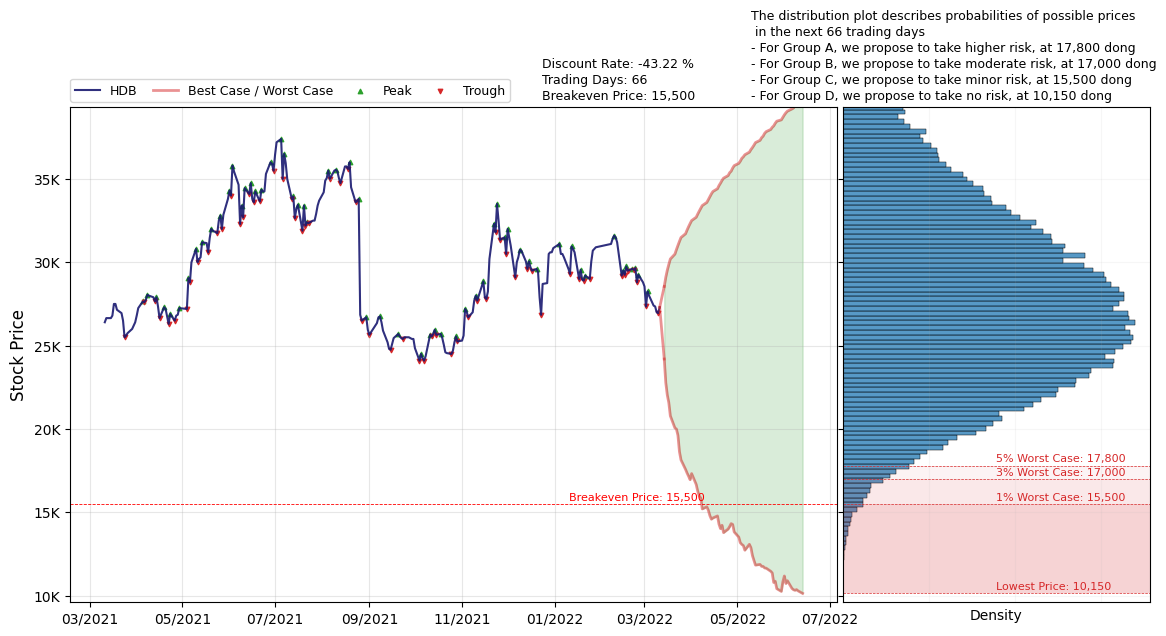 The distribution plot describes probabilities of possible prices
in the next 66 trading days
- For Group A, we propose to take higher risk, at 17,800 dong
- For Group B, we propose to take moderate risk, at 17,000 dong
- For Group C, we propose to take minor risk, at 15,500 dong
- For Group D, we propose to take no risk, at 10,150 dong
Discount Rate: -43.22 %
Trading Days: 66
Breakeven Price: 15,500
HDB Best Case / Worst Case Peak Trough
Stock Price
35K
30K
25K
20K
15K
10K
Breakeven Price: 15,500
5% Worst Case: 17,800
3% Worst Case: 17,000
1% Worst Case: 15,500
Lowest Price: 10,150
03/2021 05/2021 07/2021 09/2021 11/2021 01/2022 03/2022 05/2022 07/2022
Density